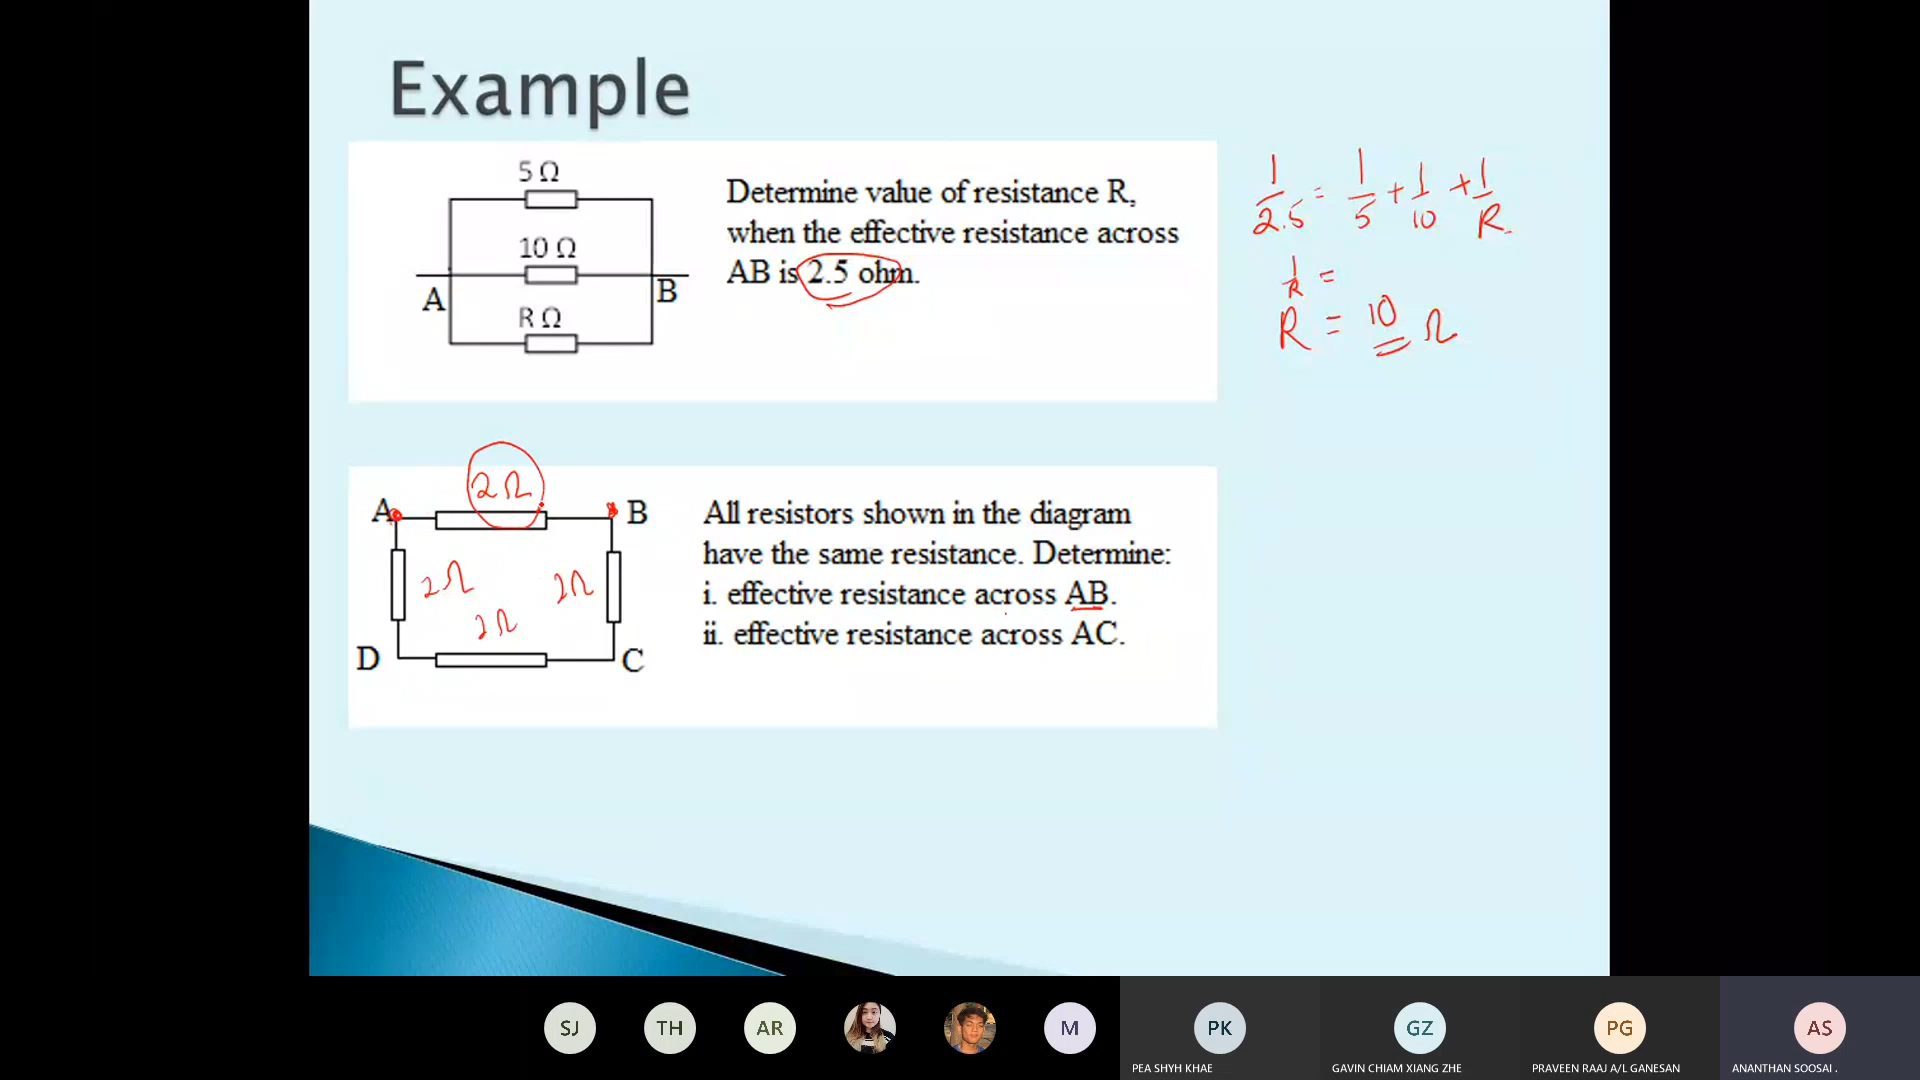 Example
5 Ω
10 Ω
A
B
R Ω
Determine value of resistance R,
when the effective resistance across
AB is 2.5 ohm.
1/2.5 = 1/5 + 1/10 + 1/R
1/R =
R = 10 Ω
2Ω
A
B
2Ω
2Ω
2Ω
D
C
All resistors shown in the diagram
have the same resistance. Determine:
i. effective resistance across AB.
ii. effective resistance across AC.
SJ
TH
AR
M
PK
GZ
PG
AS
PEA SHYH KHAE
GAVIN CHIAM XIANG ZHE
PRAVEEN RAAJ A/L GANESAN
ANANTHAN SOOSAI .